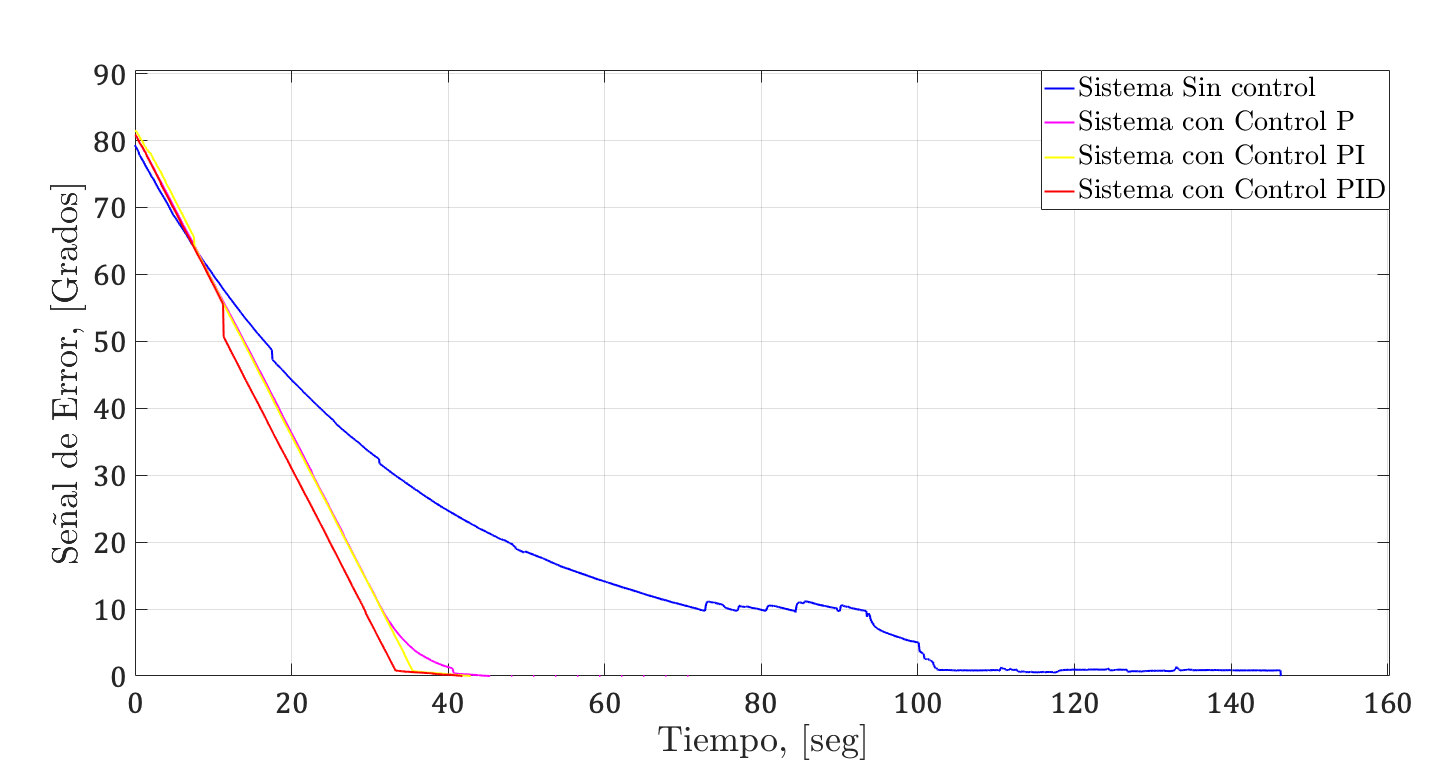 Sistema Sin control
Sistema con Control P
Sistema con Control PI
Sistema con Control PID
Señal de Error, [Grados]
90
80
70
60
50
40
30
20
10
0
0 20 40 60 80 100 120 140 160
Tiempo, [seg]